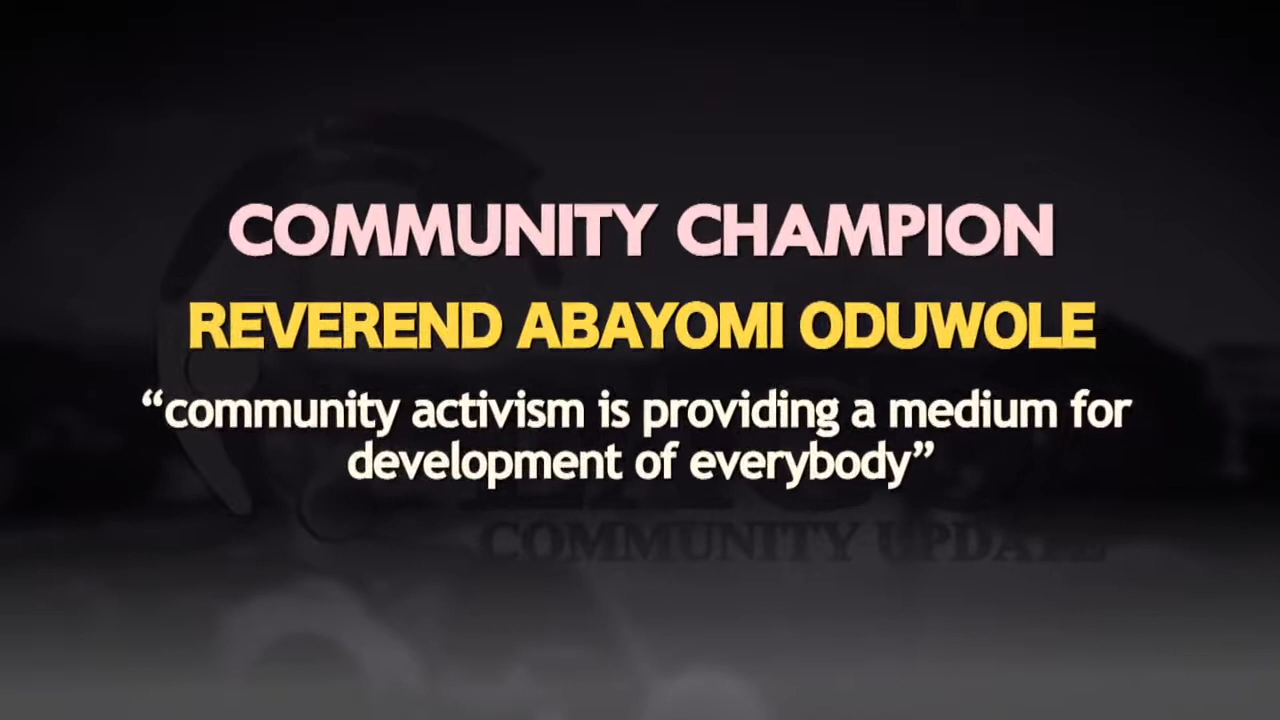 COMMUNITY CHAMPION
REVEREND ABAYOMI ODUWOLE
“community activism is providing a medium for
development of everybody”
COMMUNITY UPDATE